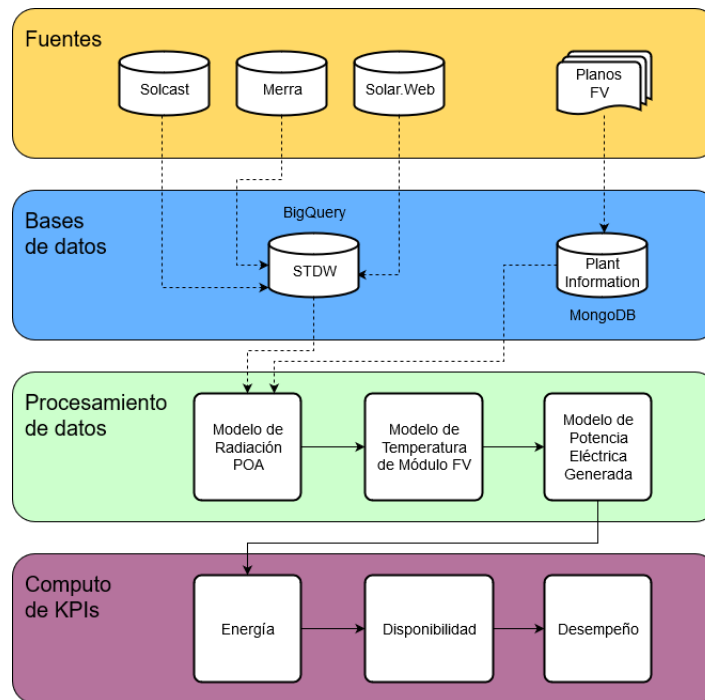 Fuentes
Solcast
Merra
Solar.Web
Planos
FV
Bases
de datos
BigQuery
STDW
Plant
Information
MongoDB
Procesamiento
de datos
Modelo de
Radiación
POA
Modelo de
Temperatura
de Módulo FV
Modelo de
Potencia
Eléctrica
Generada
Computo
de KPIs
Energía
Disponibilidad
Desempeño